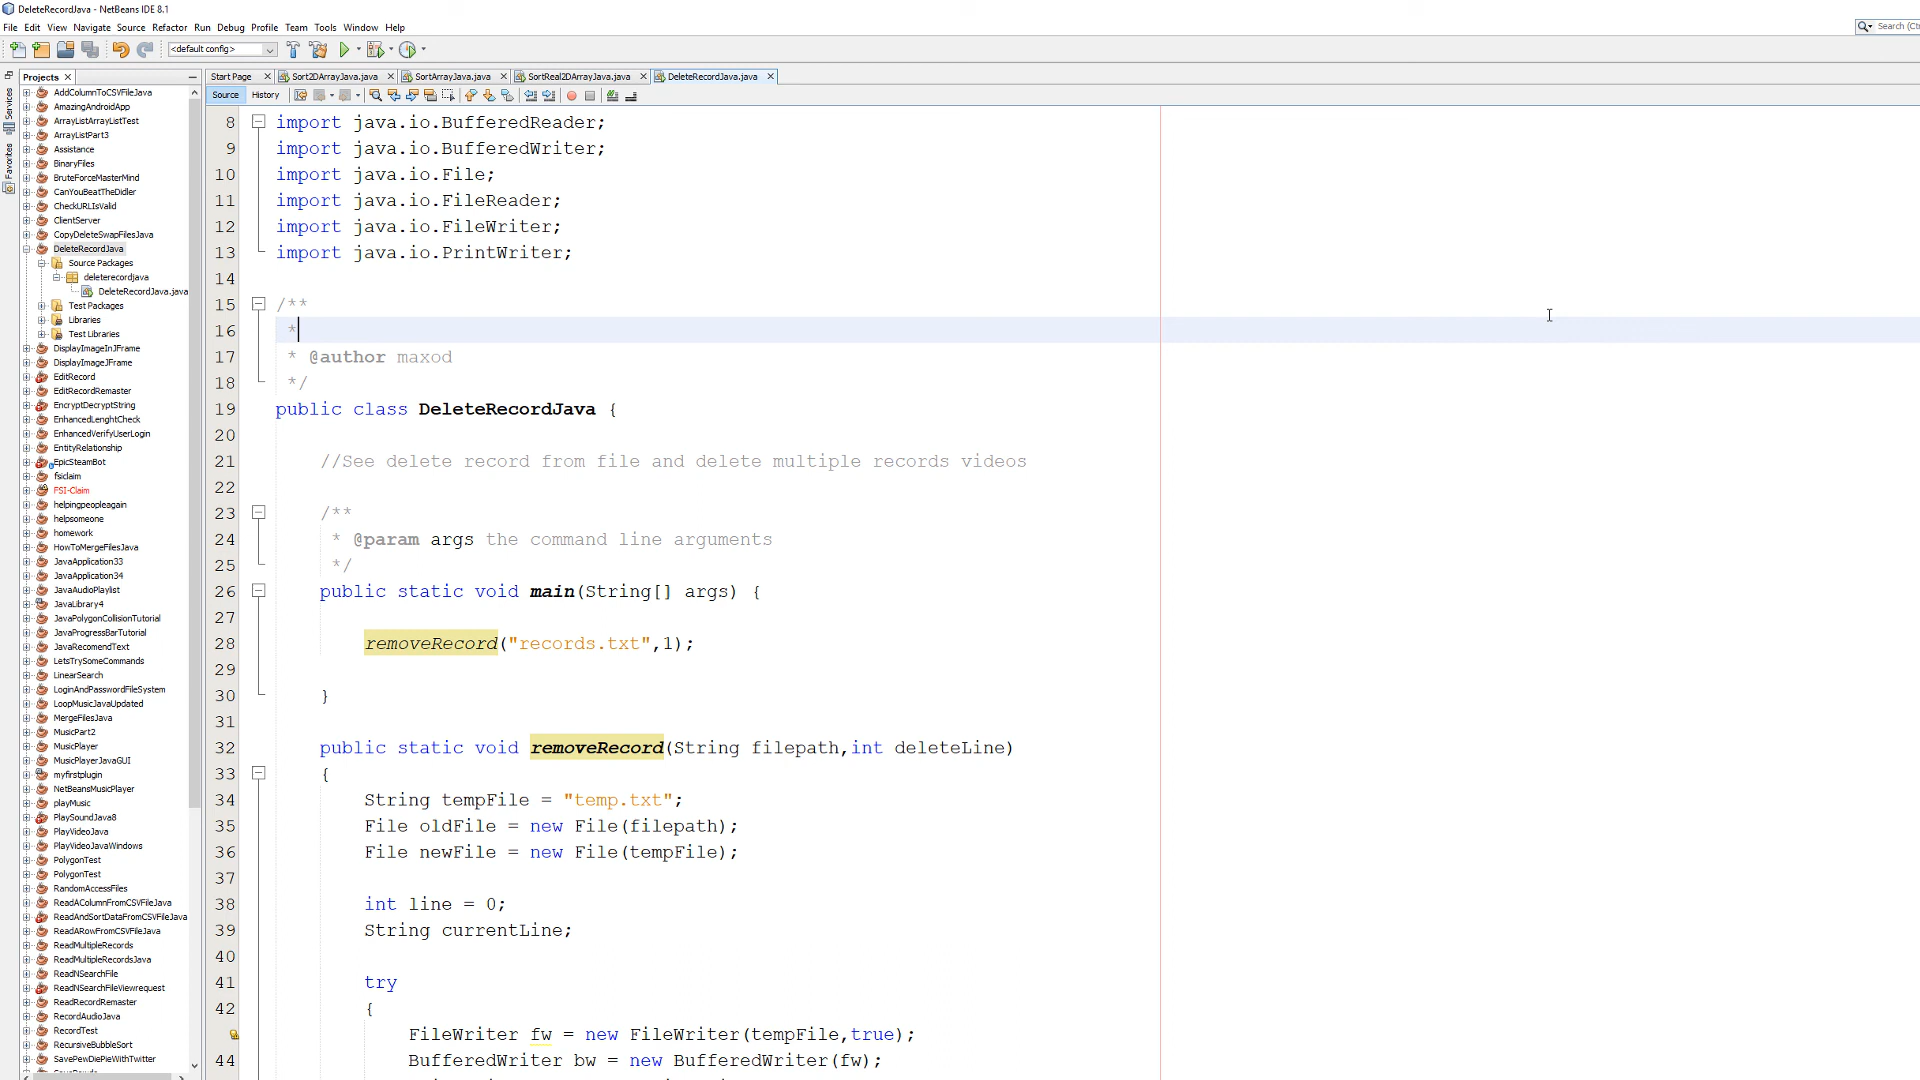 DeleteRecordJava - NetBeans IDE 8.1
File Edit View Navigate Source Refactor Run Debug Profile Team Tools Window Help
Search (Ctr
<default config>
Projects
Start Page Sort2DArrayJava.java SortArrayJava.java SortReal2DArrayJava.java DeleteRecordJava.java
Source History
Services
Favorites
AddColumnToCSVFileJava
AmazingAndroidApp
ArrayListArrayListTest
ArrayListPart3
Assistance
BinaryFiles
BruteForceMasterMind
CanYouBeatTheDidler
CheckURLIsValid
ClientServer
CopyDeleteSwapFilesJava
DeleteRecordJava
Source Packages
deleterecordjava
DeleteRecordJava.java
Test Packages
Libraries
Test Libraries
DisplayImageInJFrame
DisplayImageJFrame
EditRecord
EditRecordRemaster
EncryptDecryptString
EnhancedLenghtCheck
EnhancedVerifyUserLogin
EntityRelationship
EpicSteamBot
fsiclaim
FSI-Claim
helpingpeopleagain
helpsomeone
homework
HowToMergeFilesJava
JavaApplication33
JavaApplication34
JavaAudioPlaylist
JavaLibrary4
JavaPolygonCollisionTutorial
JavaProgressBarTutorial
JavaRecomendText
LetsTrySomeCommands
LinearSearch
LoginAndPasswordFileSystem
LoopMusicJavaUpdated
MergeFilesJava
MusicPart2
MusicPlayer
MusicPlayerJavaGUI
myfirstplugin
NetBeansMusicPlayer
playMusic
PlaySoundJava8
PlayVideoJava
PlayVideoJavaWindows
PolygonTest
PolygonTest
RandomAccessFiles
ReadAColumnFromCSVFileJava
ReadAndSortDataFromCSVFileJava
ReadARowFromCSVFileJava
ReadMultipleRecords
ReadMultipleRecordsJava
ReadNSearchFile
ReadNSearchFileViewrequest
ReadRecordRemaster
RecordAudioJava
RecordTest
RecursiveBubbleSort
SavePewDiePieWithTwitter
8 import java.io.BufferedReader;
9 import java.io.BufferedWriter;
10 import java.io.File;
11 import java.io.FileReader;
12 import java.io.FileWriter;
13 import java.io.PrintWriter;
14
15 /**
16 *
17 * @author maxod
18 */
19 public class DeleteRecordJava {
20
21 //See delete record from file and delete multiple records videos
22
23 /**
24 * @param args the command line arguments
25 */
26 public static void main(String[] args) {
27
28 removeRecord("records.txt",1);
29
30 }
31
32 public static void removeRecord(String filepath,int deleteLine)
33 {
34 String tempFile = "temp.txt";
35 File oldFile = new File(filepath);
36 File newFile = new File(tempFile);
37
38 int line = 0;
39 String currentLine;
40
41 try
42 {
FileWriter fw = new FileWriter(tempFile,true);
44 BufferedWriter bw = new BufferedWriter(fw);